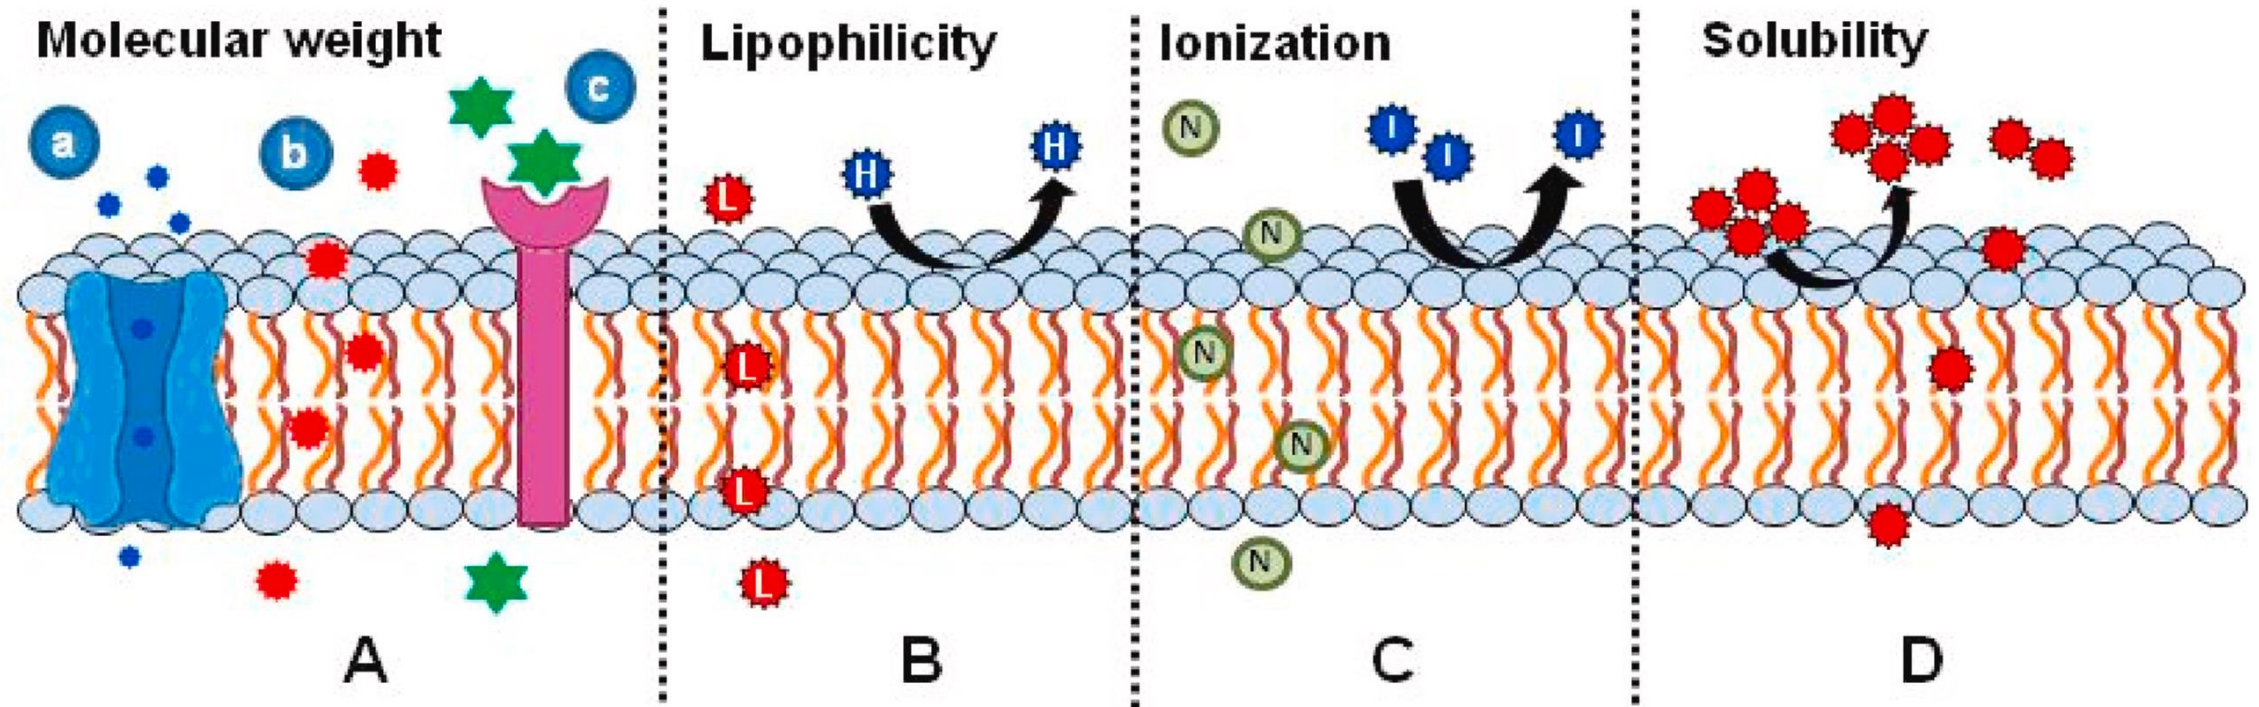 Molecular weight
Lipophilicity
Ionization
Solubility
a
b
c
L
H
H
L
L
L
N
N
N
N
N
I
I
I
A
B
C
D